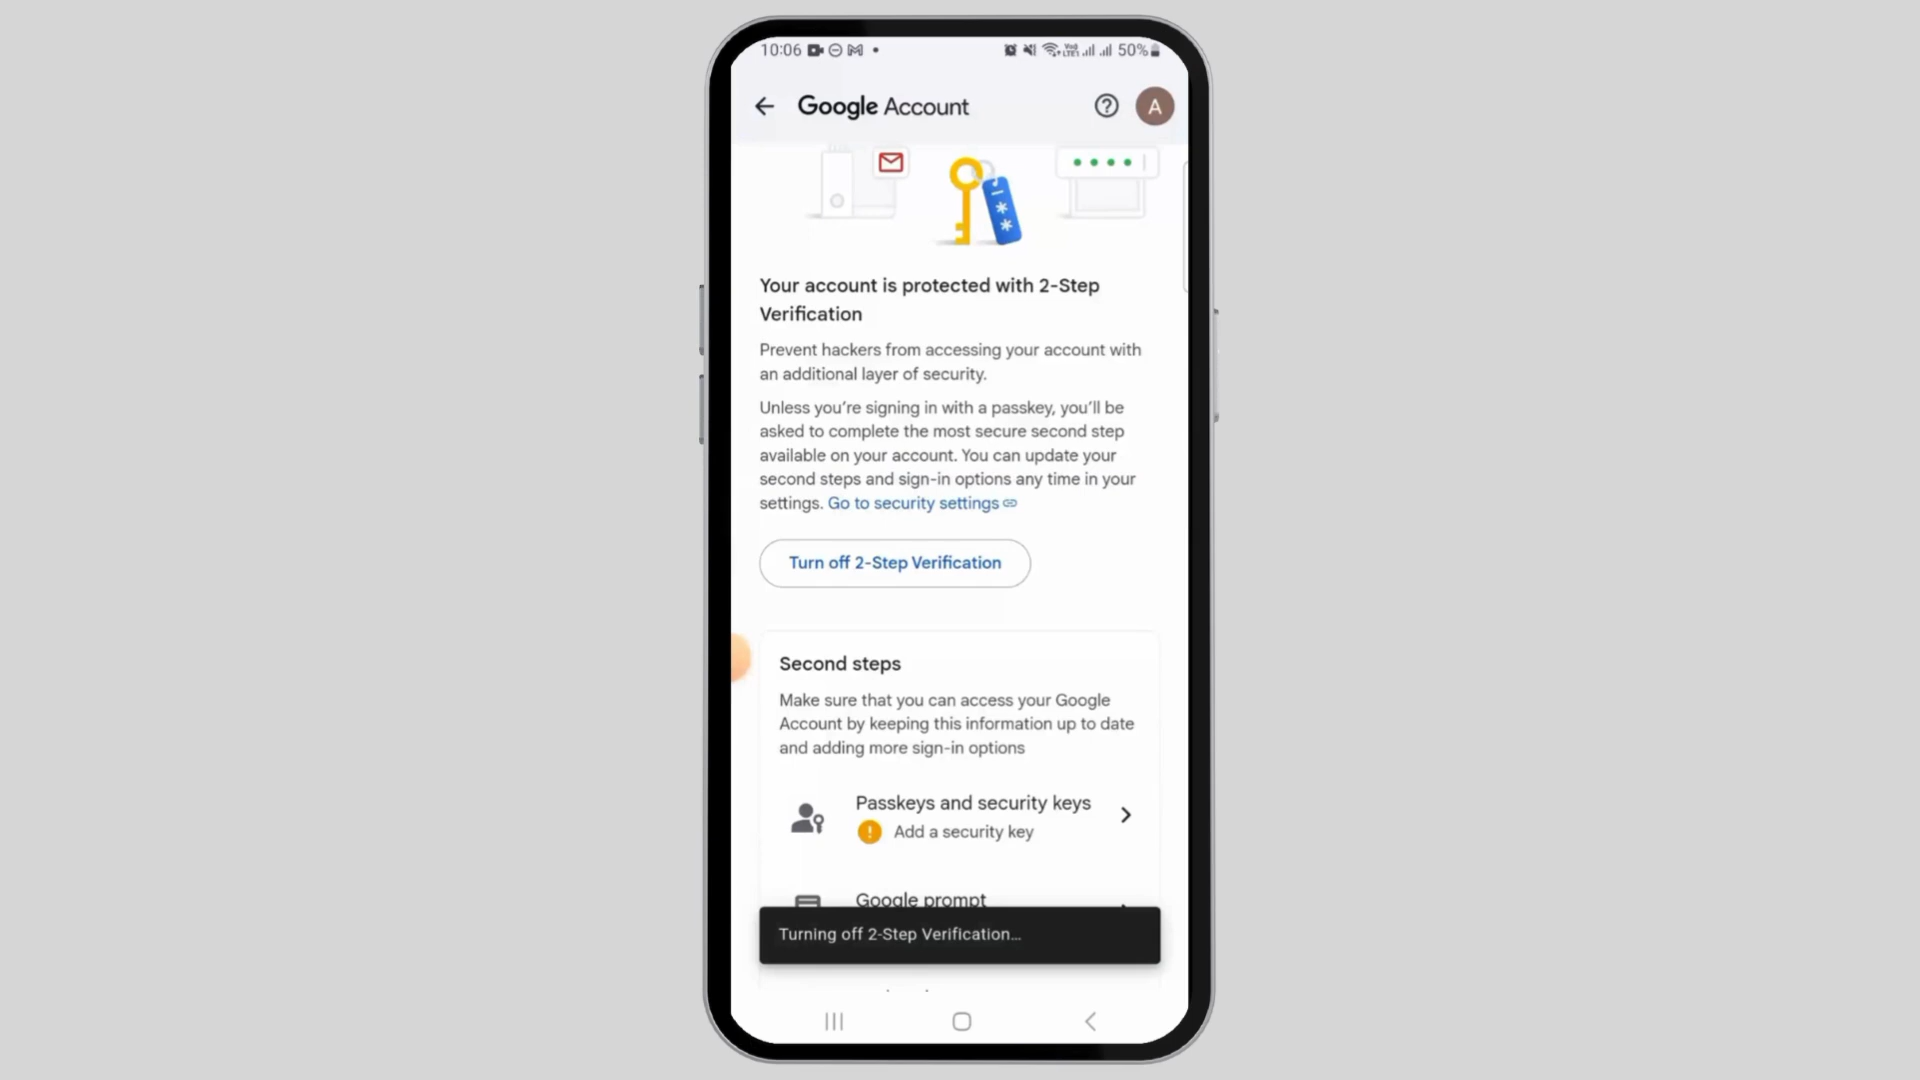 10:06
50%
Google Account
A
Your account is protected with 2-Step
Verification
Prevent hackers from accessing your account with
an additional layer of security.
Unless you’re signing in with a passkey, you’ll be
asked to complete the most secure second step
available on your account. You can update your
second steps and sign-in options any time in your
settings. Go to security settings
Turn off 2-Step Verification
Second steps
Make sure that you can access your Google
Account by keeping this information up to date
and adding more sign-in options
Passkeys and security keys
Add a security key
Google prompt
Turning off 2-Step Verification...